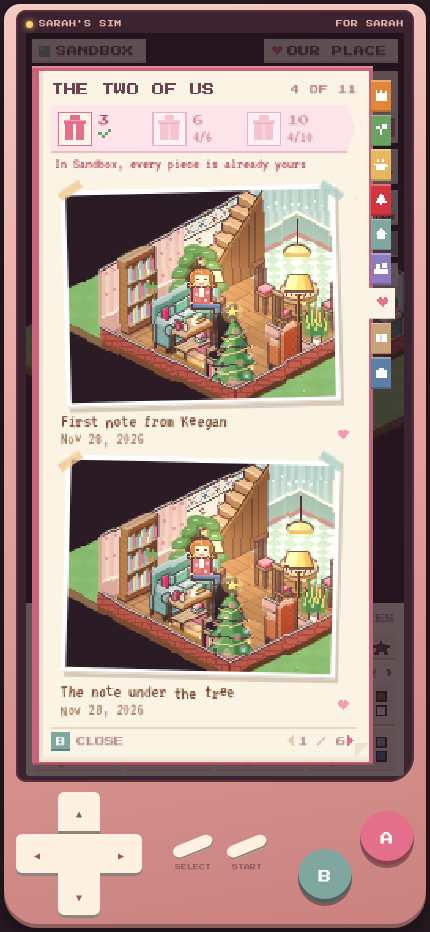 SARAH'S SIM
FOR SARAH
SANDBOX
OUR PLACE
THE TWO OF US
4 OF 11
3
6
4/6
10
4/10
In Sandbox, every piece is already yours
First note from Keegan
Nov 28, 2026
The note under the tree
Nov 28, 2026
B CLOSE
1 / 6
SELECT
START
B
A